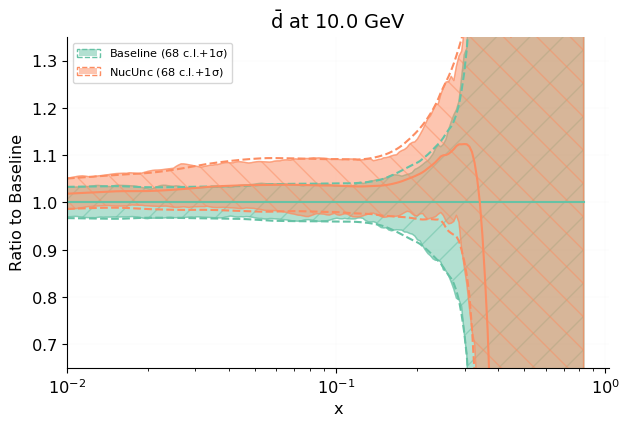 d̄ at 10.0 GeV
Baseline (68 c.l.+1σ)
NucUnc (68 c.l.+1σ)
Ratio to Baseline
1.3
1.2
1.1
1.0
0.9
0.8
0.7
10⁻²
10⁻¹
10⁰
x